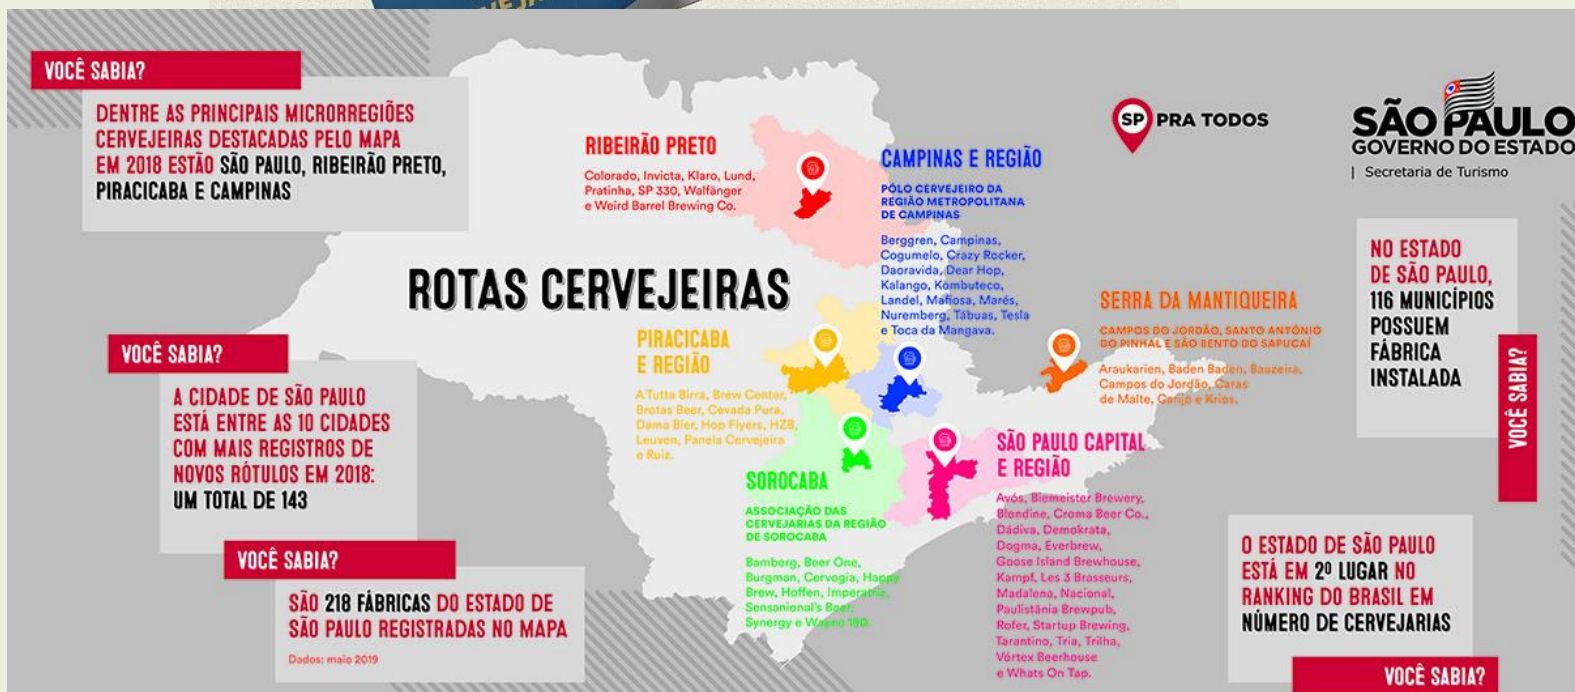 VOCÊ SABIA?
DENTRE AS PRINCIPAIS MICRORREGIÕES
CERVEJEIRAS DESTACADAS PELO MAPA
EM 2018 ESTÃO SÃO PAULO, RIBEIRÃO PRETO,
PIRACICABA E CAMPINAS
SP PRA TODOS
SÃO PAULO
GOVERNO DO ESTADO
| Secretaria de Turismo
RIBEIRÃO PRETO
Colorado, Invicta, Klaro, Lund,
Pratinha, SP 330, Walfänger
e Weird Barrel Brewing Co.
CAMPINAS E REGIÃO
PÓLO CERVEJEIRO DA
REGIÃO METROPOLITANA
DE CAMPINAS
Berggren, Campinas,
Cogumelo, Crazy Rocker,
Daoravida, Dear Hop,
Kalango, Kombuteco,
Landel, Mafiosa, Marés,
Nuremberg, Tábuas, Tesla
e Toca da Mangava.
ROTAS CERVEJEIRAS
NO ESTADO
DE SÃO PAULO,
116 MUNICÍPIOS
POSSUEM
FÁBRICA
INSTALADA
VOCÊ SABIA?
SERRA DA MANTIQUEIRA
CAMPOS DO JORDÃO, SANTO ANTÔNIO
DO PINHAL E SÃO BENTO DO SAPUCAÍ
Araukarien, Baden Baden, Bauzeira,
Campos do Jordão, Caras
de Malte, Carijó e Krios.
PIRACICABA
E REGIÃO
A Tutta Birra, Brew Center,
Brotas Beer, Cevada Pura,
Dama Bier, Hop Flyers, HZB,
Leuven, Panela Cervejeira
e Ruiz.
VOCÊ SABIA?
A CIDADE DE SÃO PAULO
ESTÁ ENTRE AS 10 CIDADES
COM MAIS REGISTROS DE
NOVOS RÓTULOS EM 2018:
UM TOTAL DE 143
SOROCABA
ASSOCIAÇÃO DAS
CERVEJARIAS DA REGIÃO
DE SOROCABA
Bamberg, Beer One,
Burgman, Cervogia, Happy
Brew, Hoffen, Imperatriz,
Sensanional's Beer,
Synergy e Wayne 190.
SÃO PAULO CAPITAL
E REGIÃO
Avós, Biemeister Brewery,
Blondine, Croma Beer Co.,
Dádiva, Demokrata,
Dogma, Everbrew,
Goose Island Brewhouse,
Kampf, Les 3 Brasseurs,
Madalena, Nacional,
Paulistânia Brewpub,
Rofer, Startup Brewing,
Tarantino, Tria, Trilha,
Vórtex Beerhouse
e Whats On Tap.
VOCÊ SABIA?
SÃO 218 FÁBRICAS DO ESTADO DE
SÃO PAULO REGISTRADAS NO MAPA
Dados: maio 2019
O ESTADO DE SÃO PAULO
ESTÁ EM 2º LUGAR NO
RANKING DO BRASIL EM
NÚMERO DE CERVEJARIAS
VOCÊ SABIA?